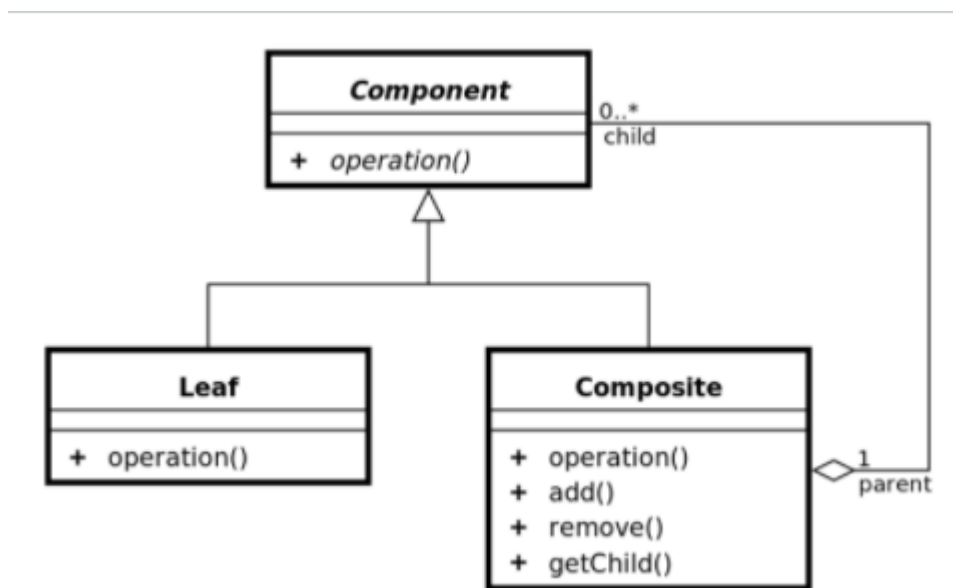 Component
0..*
child
+ operation()
Leaf
+ operation()
Composite
+ operation()
+ add()
+ remove()
+ getChild()
1
parent